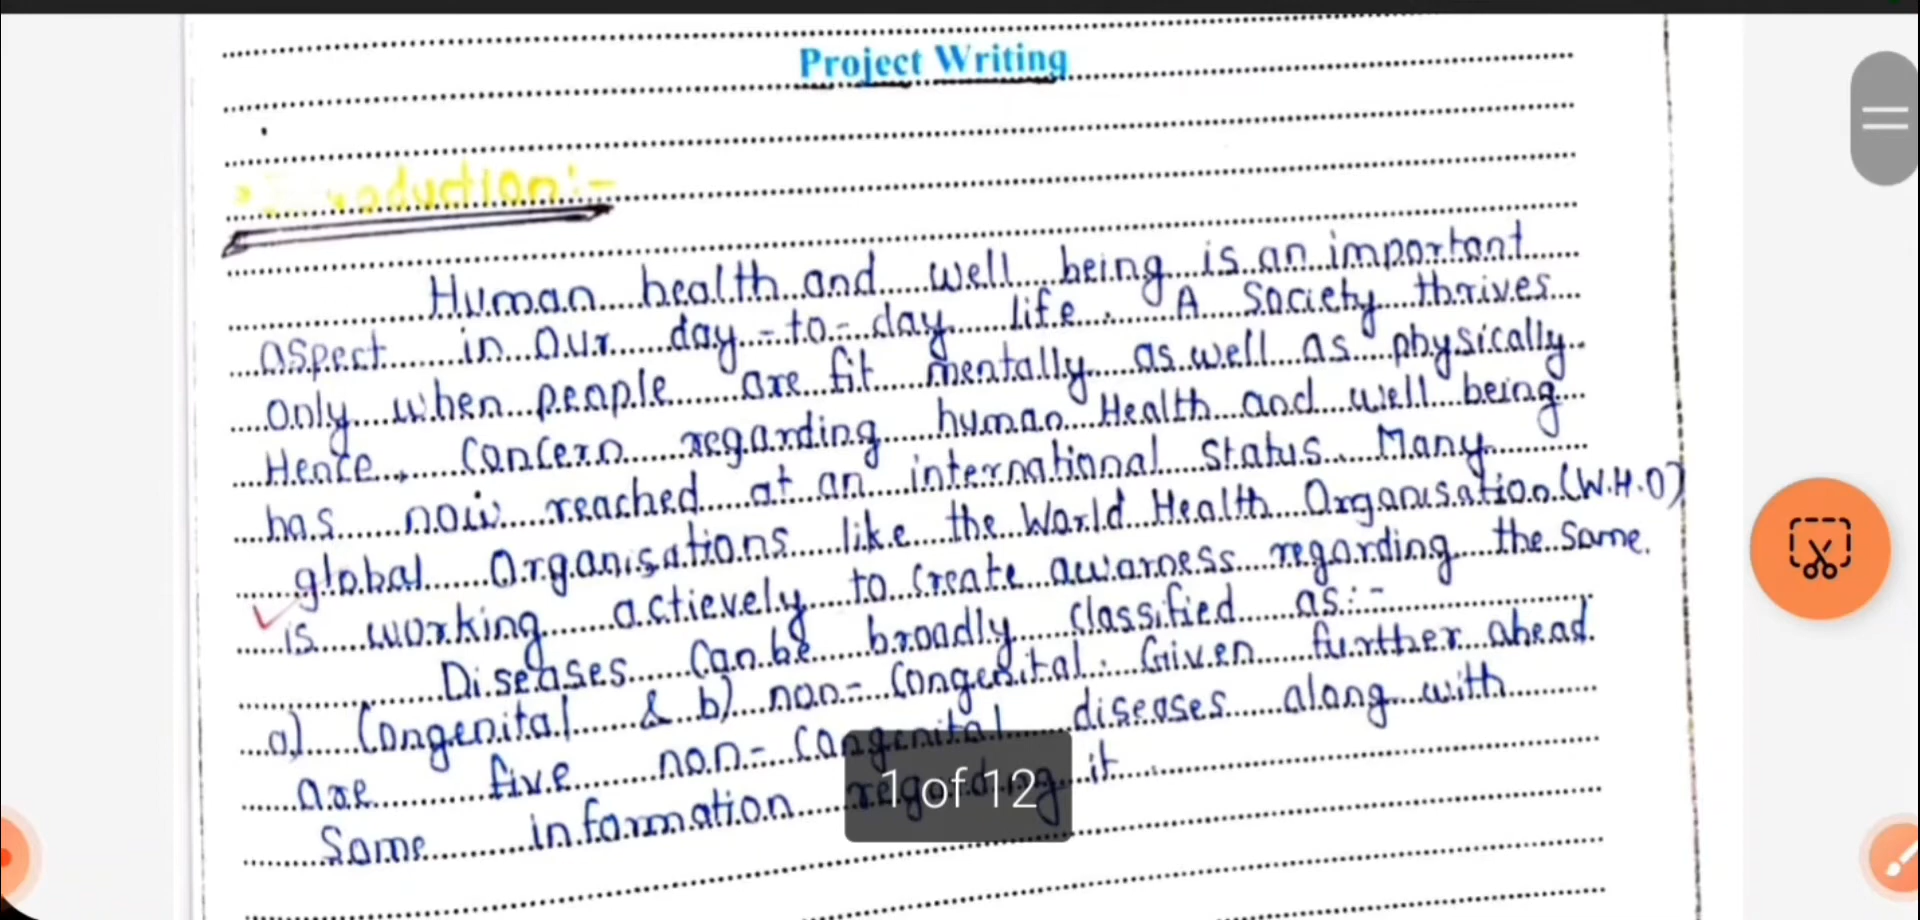 Project Writing
Introduction:-
Human health and well being is an important
aspect in our day-to-day life. A Society thrives
only when people are fit mentally as well as physically.
Hence, Concern regarding human Health and well being
has now reached at an international status. Many
global Organisations like the World Health Organisation (W.H.O)
is working actievely to Create awarness regarding the same.
Diseases Can be broadly classified as:-
a) Congenital & b) non-Congenital. Given further ahead.
are five non-Congenital diseases along with
Some information regarding it.
1 of 12